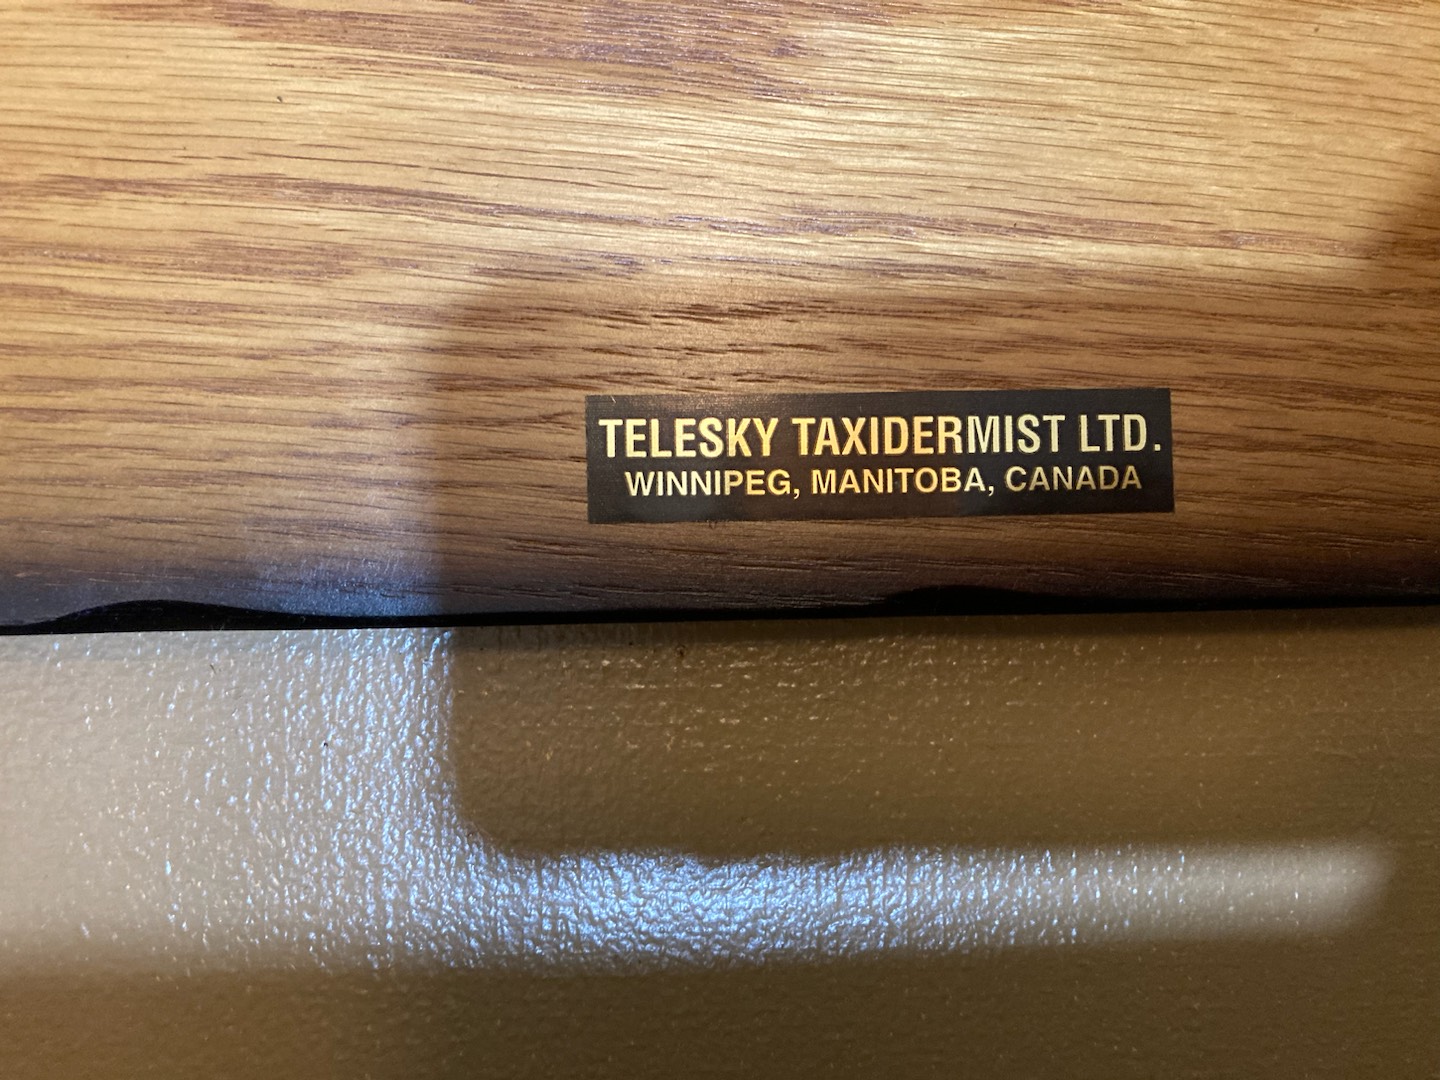 TELESKY TAXIDERMIST LTD.
WINNIPEG, MANITOBA, CANADA